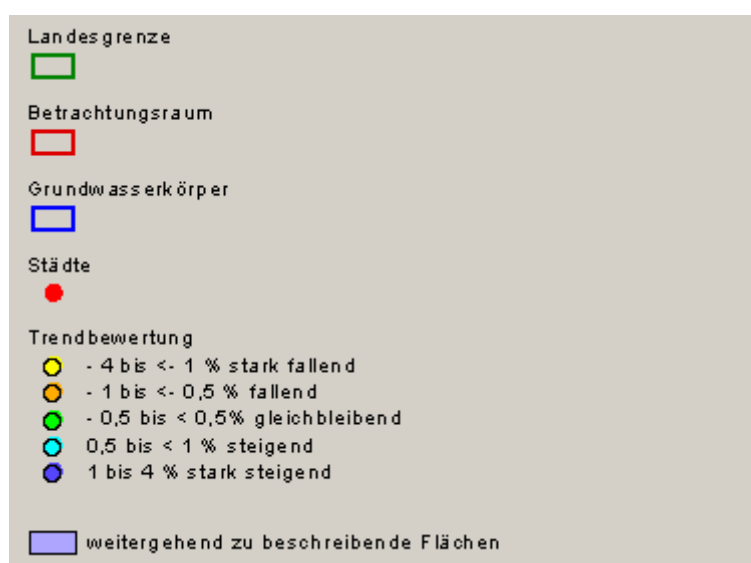 Landesgrenze
Betrachtungsraum
Grundwasserkörper
Städte
Trendbewertung
- 4 bis <- 1 % stark fallend
- 1 bis <- 0,5 % fallend
- 0,5 bis < 0,5% gleichbleibend
0,5 bis < 1 % steigend
1 bis 4 % stark steigend
weitergehend zu beschreibende Flächen